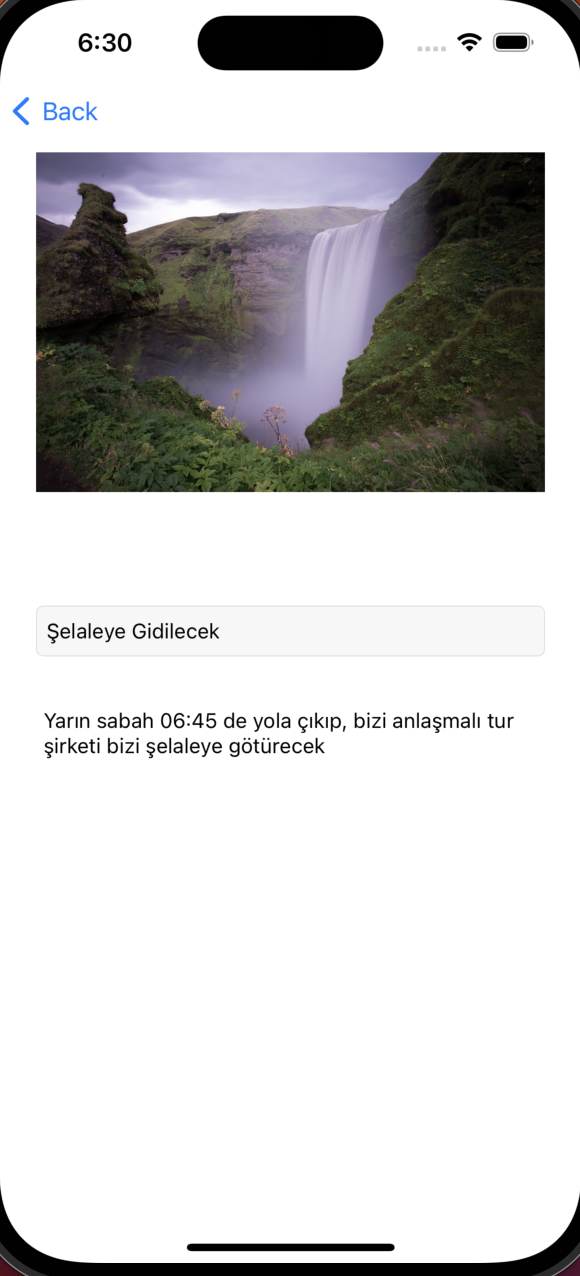 6:30
Back
Şelaleye Gidilecek
Yarın sabah 06:45 de yola çıkıp, bizi anlaşmalı tur
şirketi bizi şelaleye götürecek